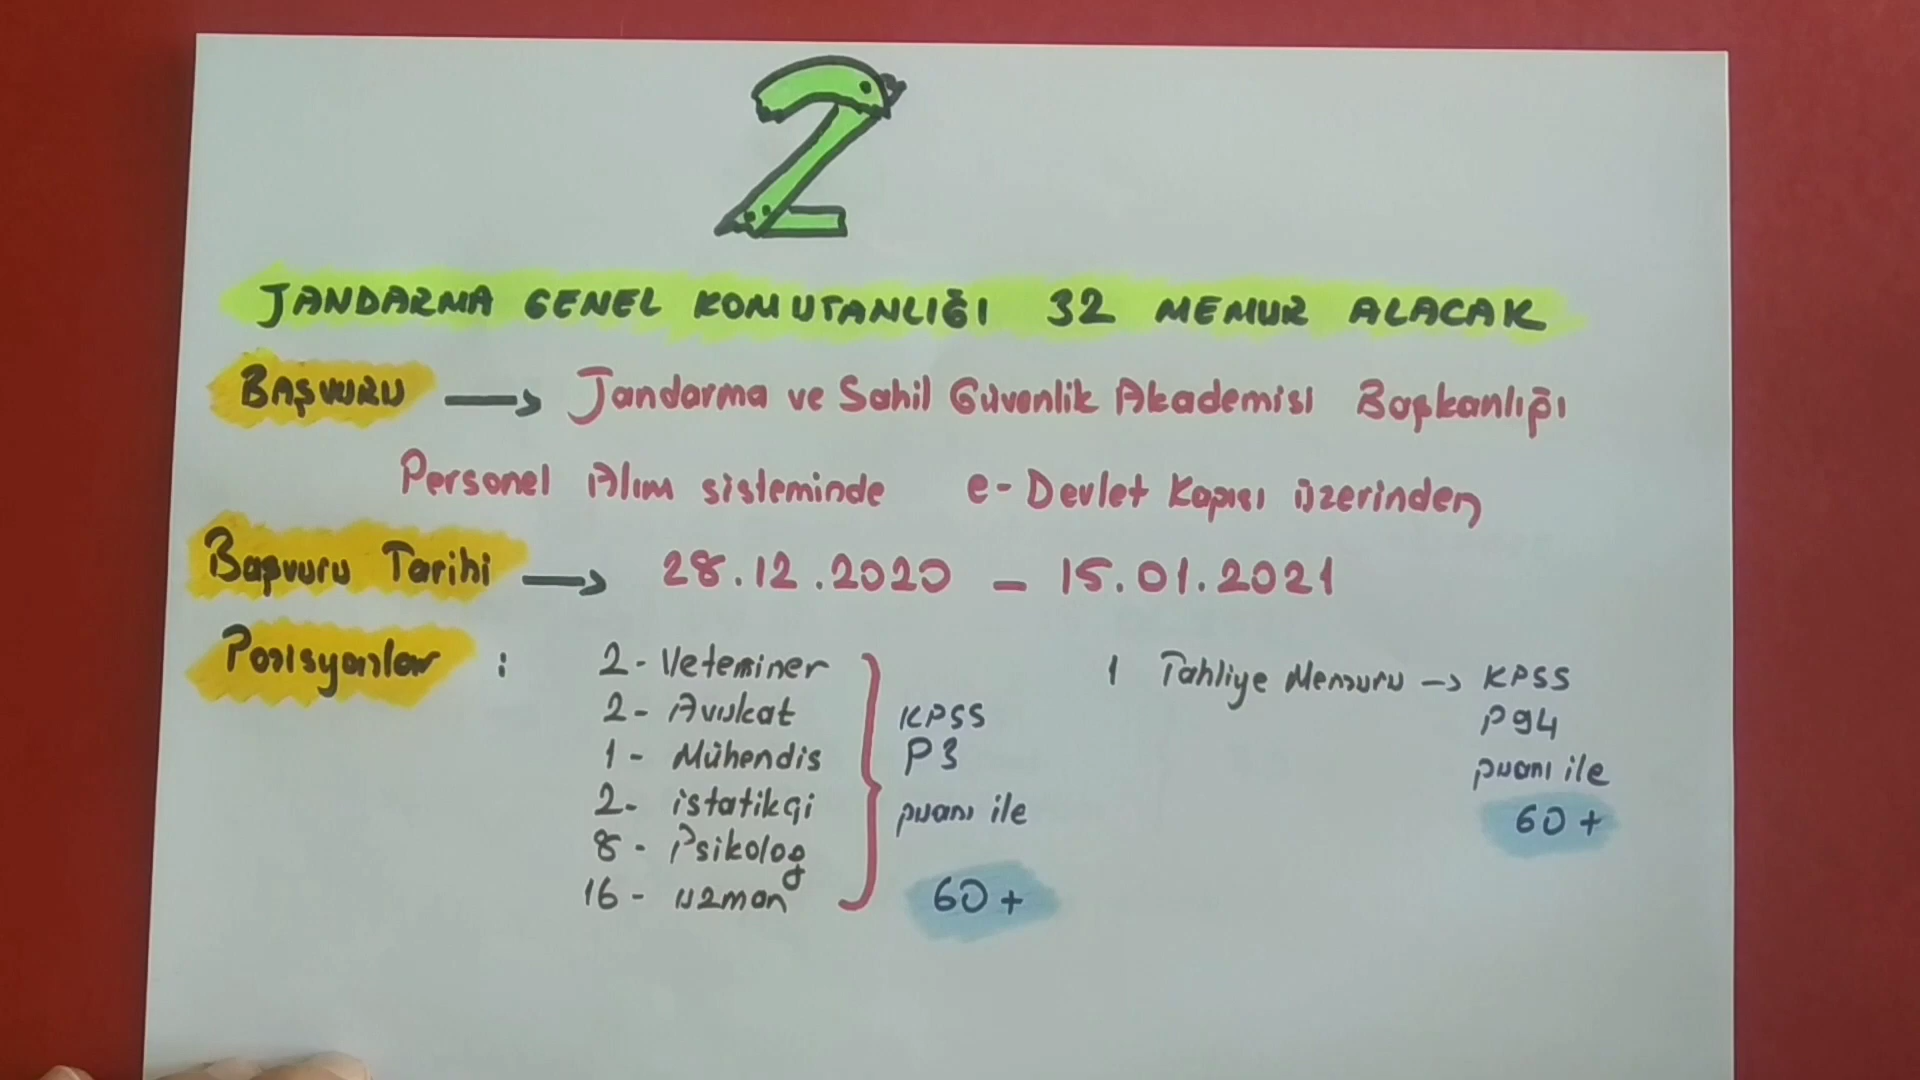 2
JANDARMA GENEL KOMUTANLIĞI 32 MEMUR ALACAK
BAŞVURU → Jandarma ve Sahil Güvenlik Akademisi Başkanlığı
Personel Alım sisteminde e-Devlet Kapısı üzerinden
Başvuru Tarihi → 28.12.2020 - 15.01.2021
Pozisyonlar :
2- Veteriner
2- Avukat
1- Mühendis
2- istatikçi
8- Psikolog
16- uzman
KPSS
P3
puanı ile
60+
1 Tahliye Memuru → KPSS
P94
puanı ile
60+